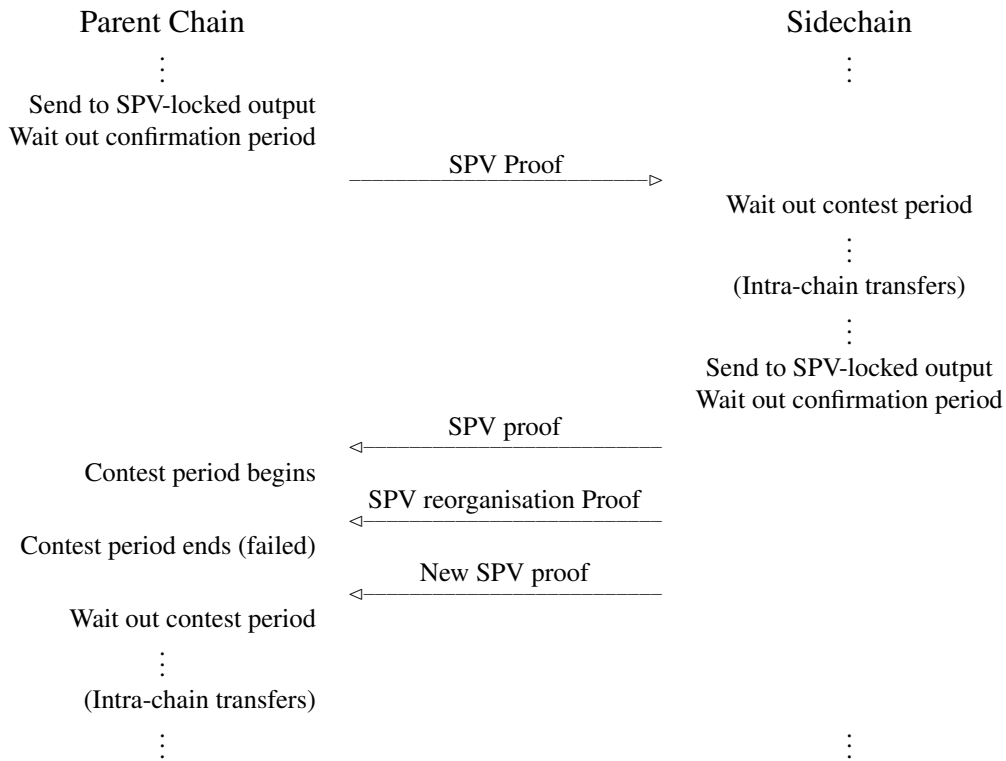 Parent Chain
Sidechain
Send to SPV-locked output
Wait out confirmation period
SPV Proof
Wait out contest period
(Intra-chain transfers)
Send to SPV-locked output
Wait out confirmation period
SPV proof
Contest period begins
SPV reorganisation Proof
Contest period ends (failed)
New SPV proof
Wait out contest period
(Intra-chain transfers)